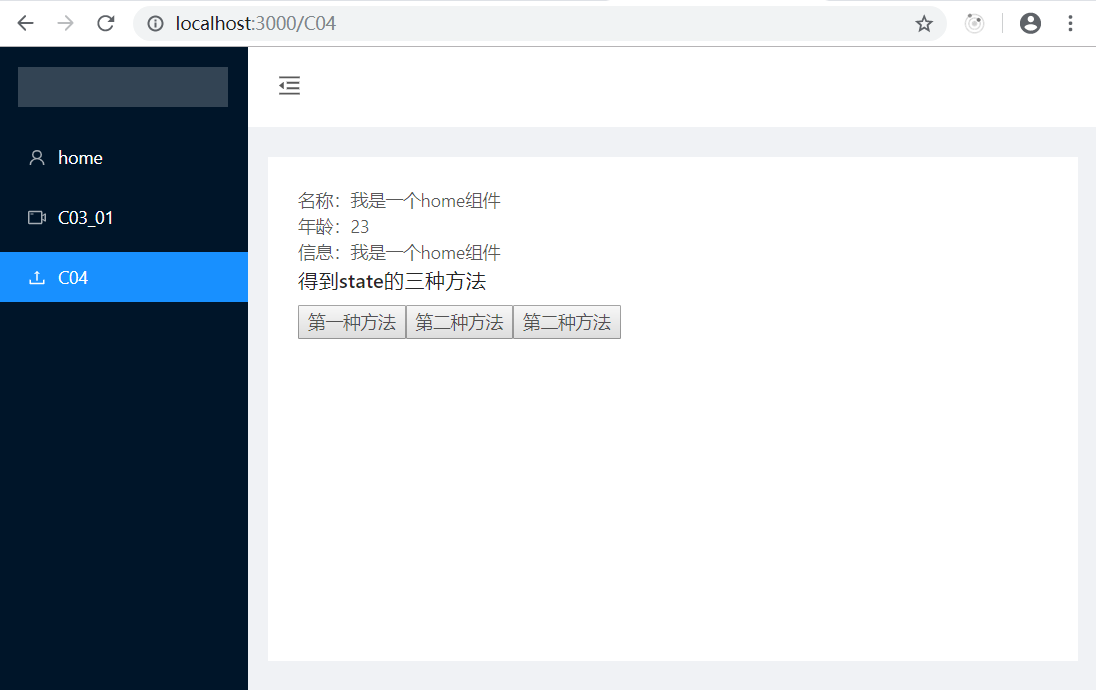 localhost:3000/C04
home
C03_01
C04
名称：我是一个home组件
年龄：23
信息：我是一个home组件
得到state的三种方法
第一种方法 第二种方法 第二种方法